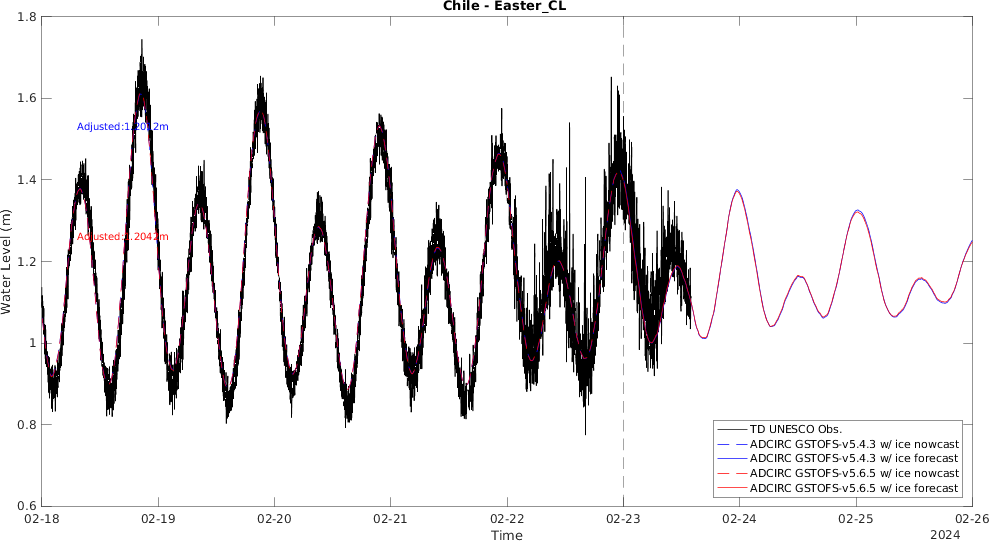 Chile - Easter_CL
1.8
1.6
1.4
1.2
1
0.8
0.6
Water Level (m)
02-18
02-19
02-20
02-21
02-22
02-23
02-24
02-25
02-26
Time
2024
TD UNESCO Obs.
ADCIRC GSTOFS-v5.4.3 w/ ice nowcast
ADCIRC GSTOFS-v5.4.3 w/ ice forecast
ADCIRC GSTOFS-v5.6.5 w/ ice nowcast
ADCIRC GSTOFS-v5.6.5 w/ ice forecast